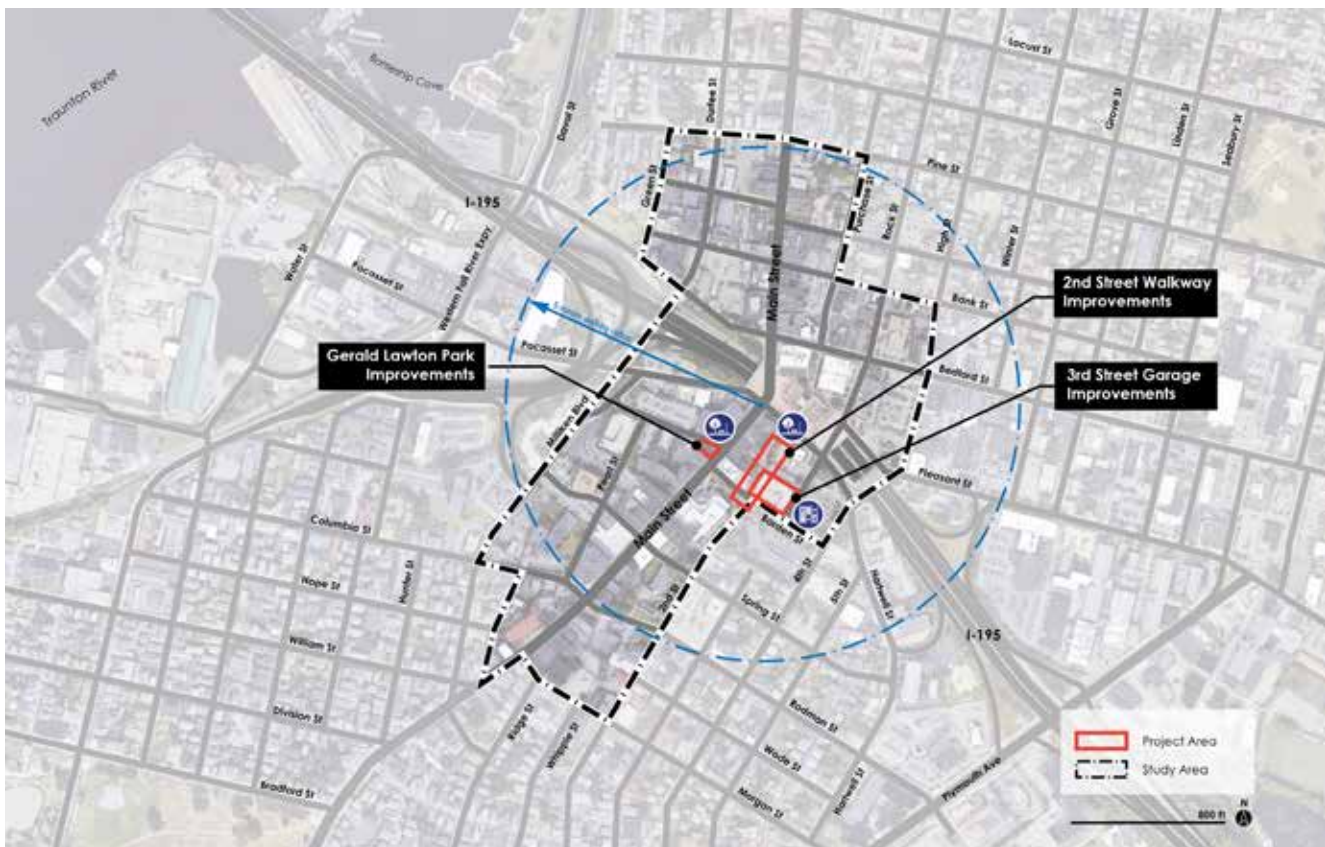 Locust St
Battleship Cove
Traunton River
Durfee St
Davol St
Grove St
Linden St
Seabury St
Pine St
Green St
Purchase St
Rock St
High St
Winter St
I-195
Water St
Western Fall River Expy
Pocasset St
Main Street
Bank St
2nd Street Walkway
Improvements
Gerald Lawton Park
Improvements
Pocasset St
Bedford St
3rd Street Garage
Improvements
Milliken Blvd
Pearl St
Pleasant St
Main Street
Borden St
Columbia St
Hope St
Hunter St
2nd St
Spring St
4th St
5th St
Hartwell St
William St
I-195
Division St
Ridge St
Whipple St
Rodman St
Wade St
Bradford St
Morgan St
Hartwell St
Plymouth Ave
Project Area
Study Area
800 ft
N